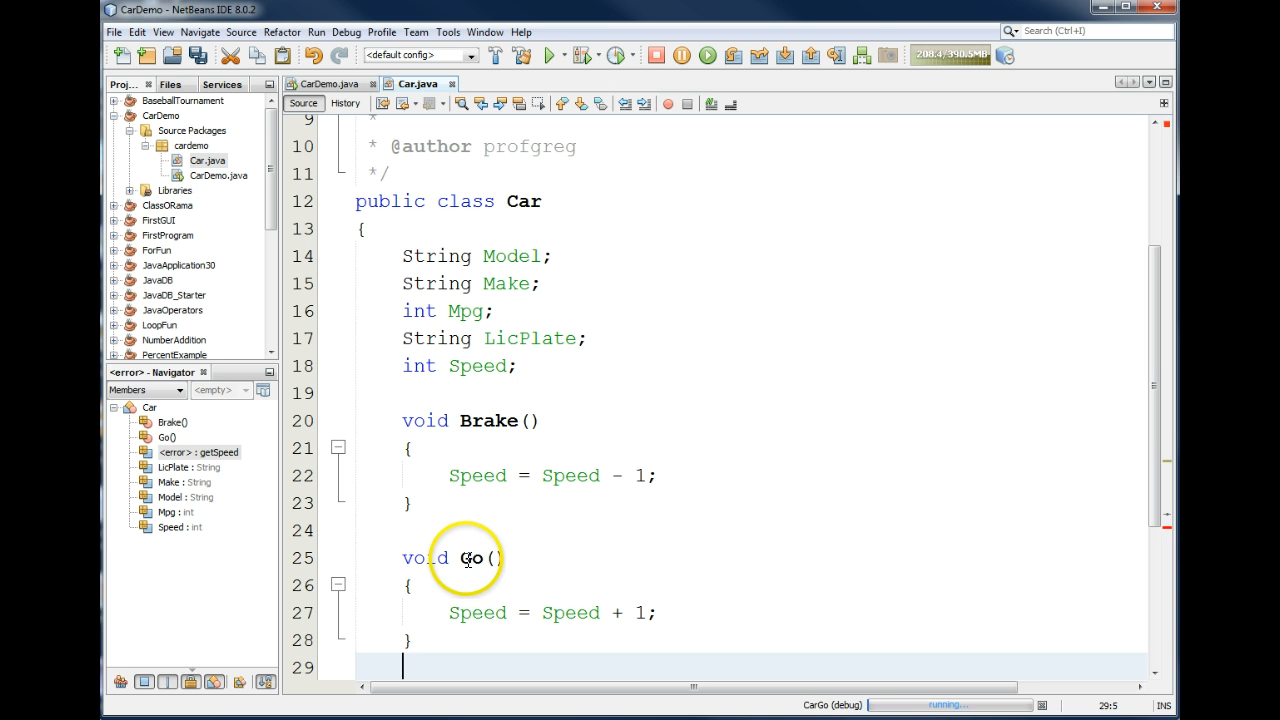 CarDemo - NetBeans IDE 8.0.2
File Edit View Navigate Source Refactor Run Debug Profile Team Tools Window Help
Search (Ctrl+I)
<default config>
208.4/390.5MB
Proj... Files Services
CarDemo.java Car.java
Source History
BaseballTournament
CarDemo
Source Packages
cardemo
Car.java
CarDemo.java
Libraries
ClassORama
FirstGUI
FirstProgram
ForFun
JavaApplication30
JavaDB
JavaDB_Starter
JavaOperators
LoopFun
NumberAddition
PercentExample
<error> - Navigator
Members <empty>
Car
Brake()
Go()
<error> : getSpeed
LicPlate : String
Make : String
Model : String
Mpg : int
Speed : int
9 *
10 * @author profgreg
11 */
12 public class Car
13 {
14 String Model;
15 String Make;
16 int Mpg;
17 String LicPlate;
18 int Speed;
19
20 void Brake()
21 {
22 Speed = Speed - 1;
23 }
24
25 void Go()
26 {
27 Speed = Speed + 1;
28 }
29
CarGo (debug) running... 29:5 INS